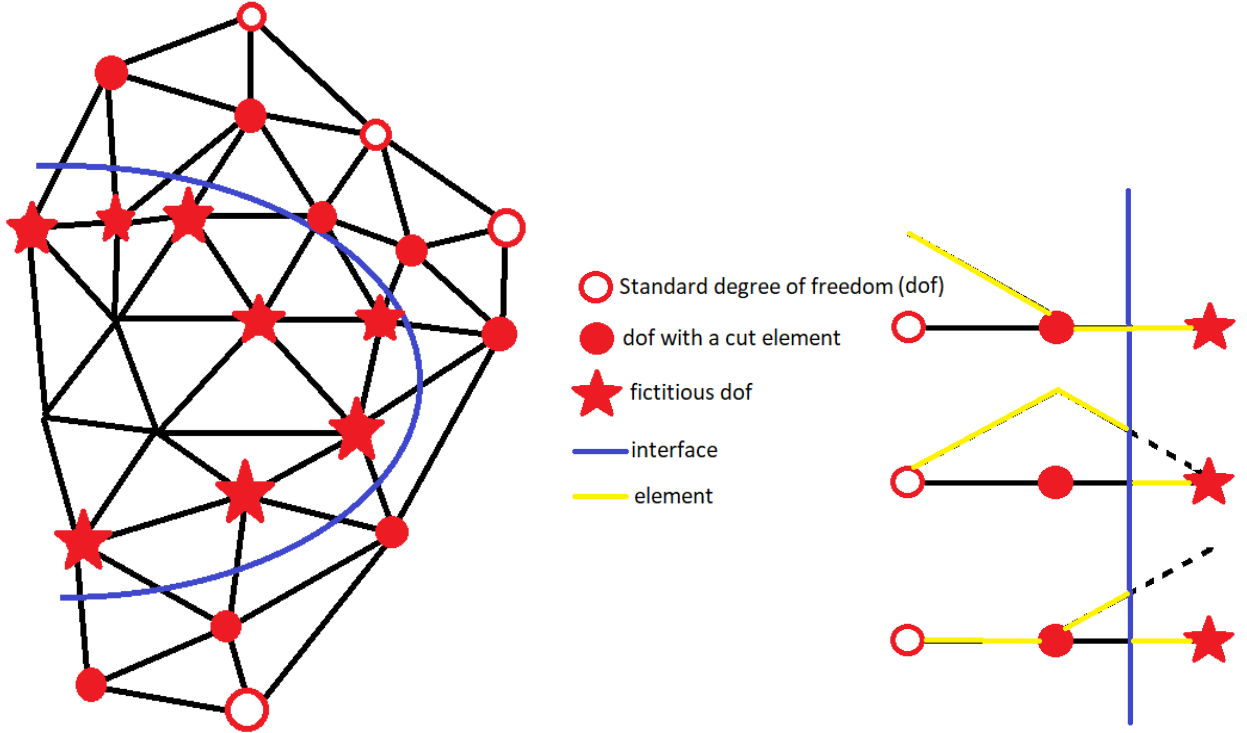 Standard degree of freedom (dof)
dof with a cut element
fictitious dof
interface
element